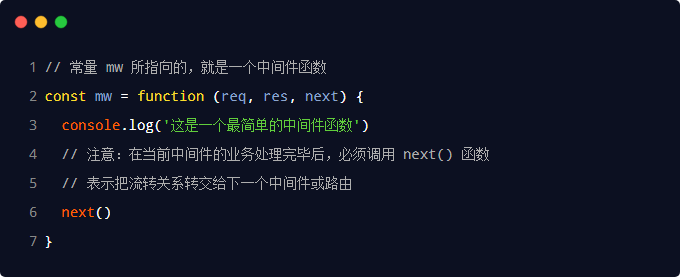 1 // 常量 mw 所指向的，就是一个中间件函数
2 const mw = function (req, res, next) {
3   console.log('这是一个最简单的中间件函数')
4   // 注意：在当前中间件的业务处理完毕后，必须调用 next() 函数
5   // 表示把流转关系转交给下一个中间件或路由
6   next()
7 }